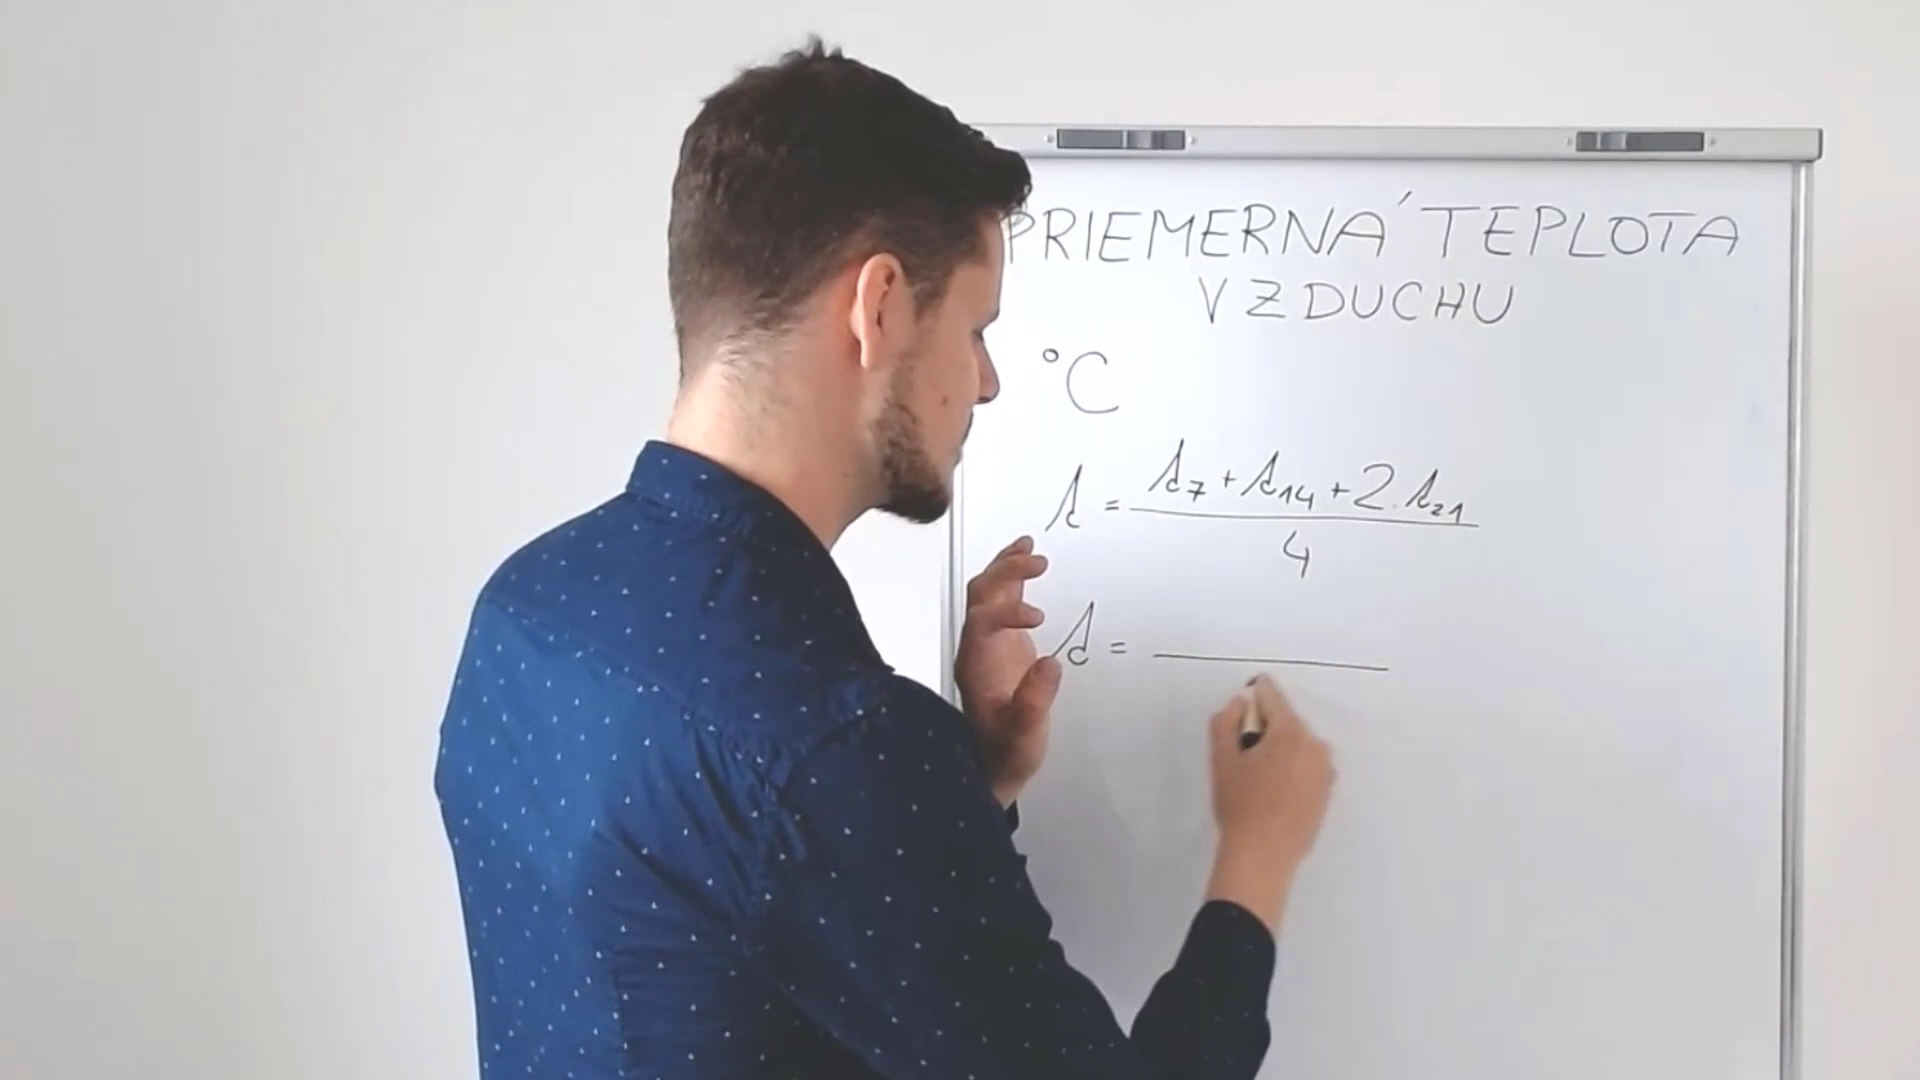 PRIEMERNÁ TEPLOTA
VZDUCHU
°C
t = t₇ + t₁₄ + 2.t₂₁
4
t =